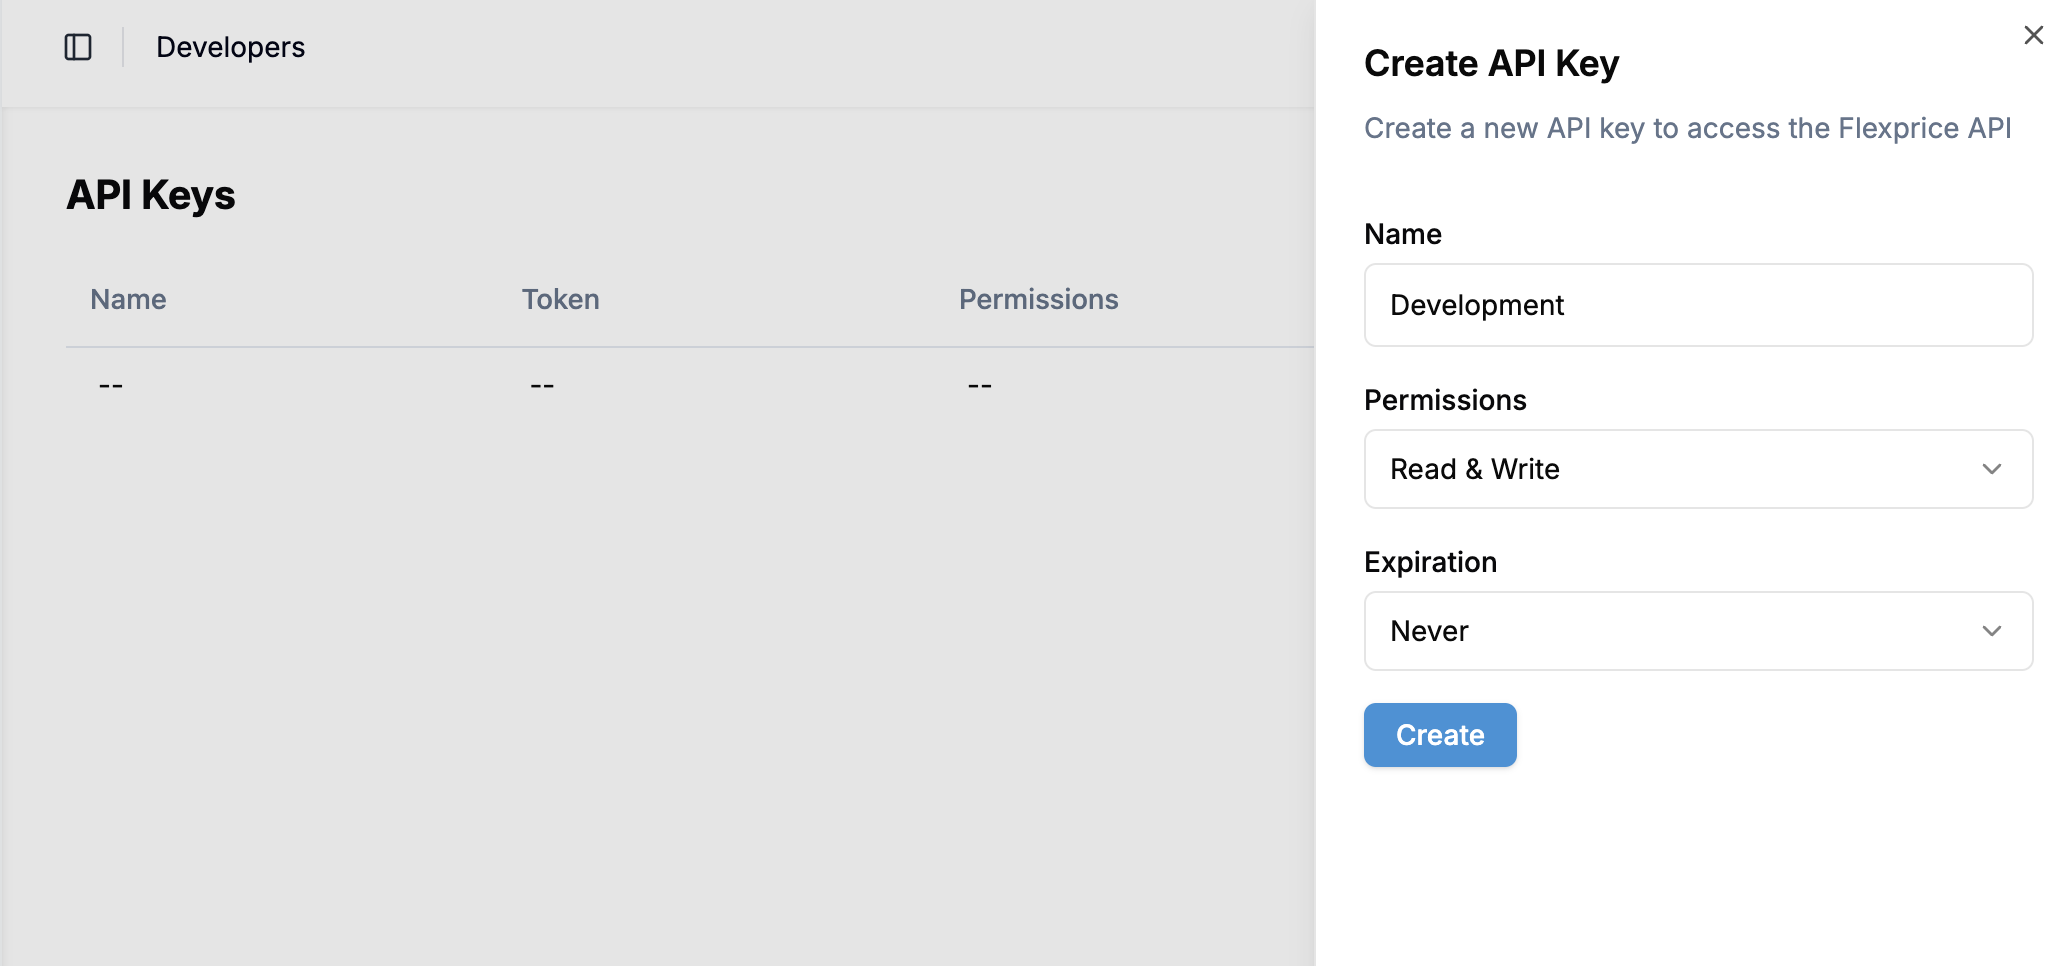 Developers
API Keys
Name Token Permissions
-- -- --
Create API Key
Create a new API key to access the Flexprice API
Name
Development
Permissions
Read & Write
Expiration
Never
Create